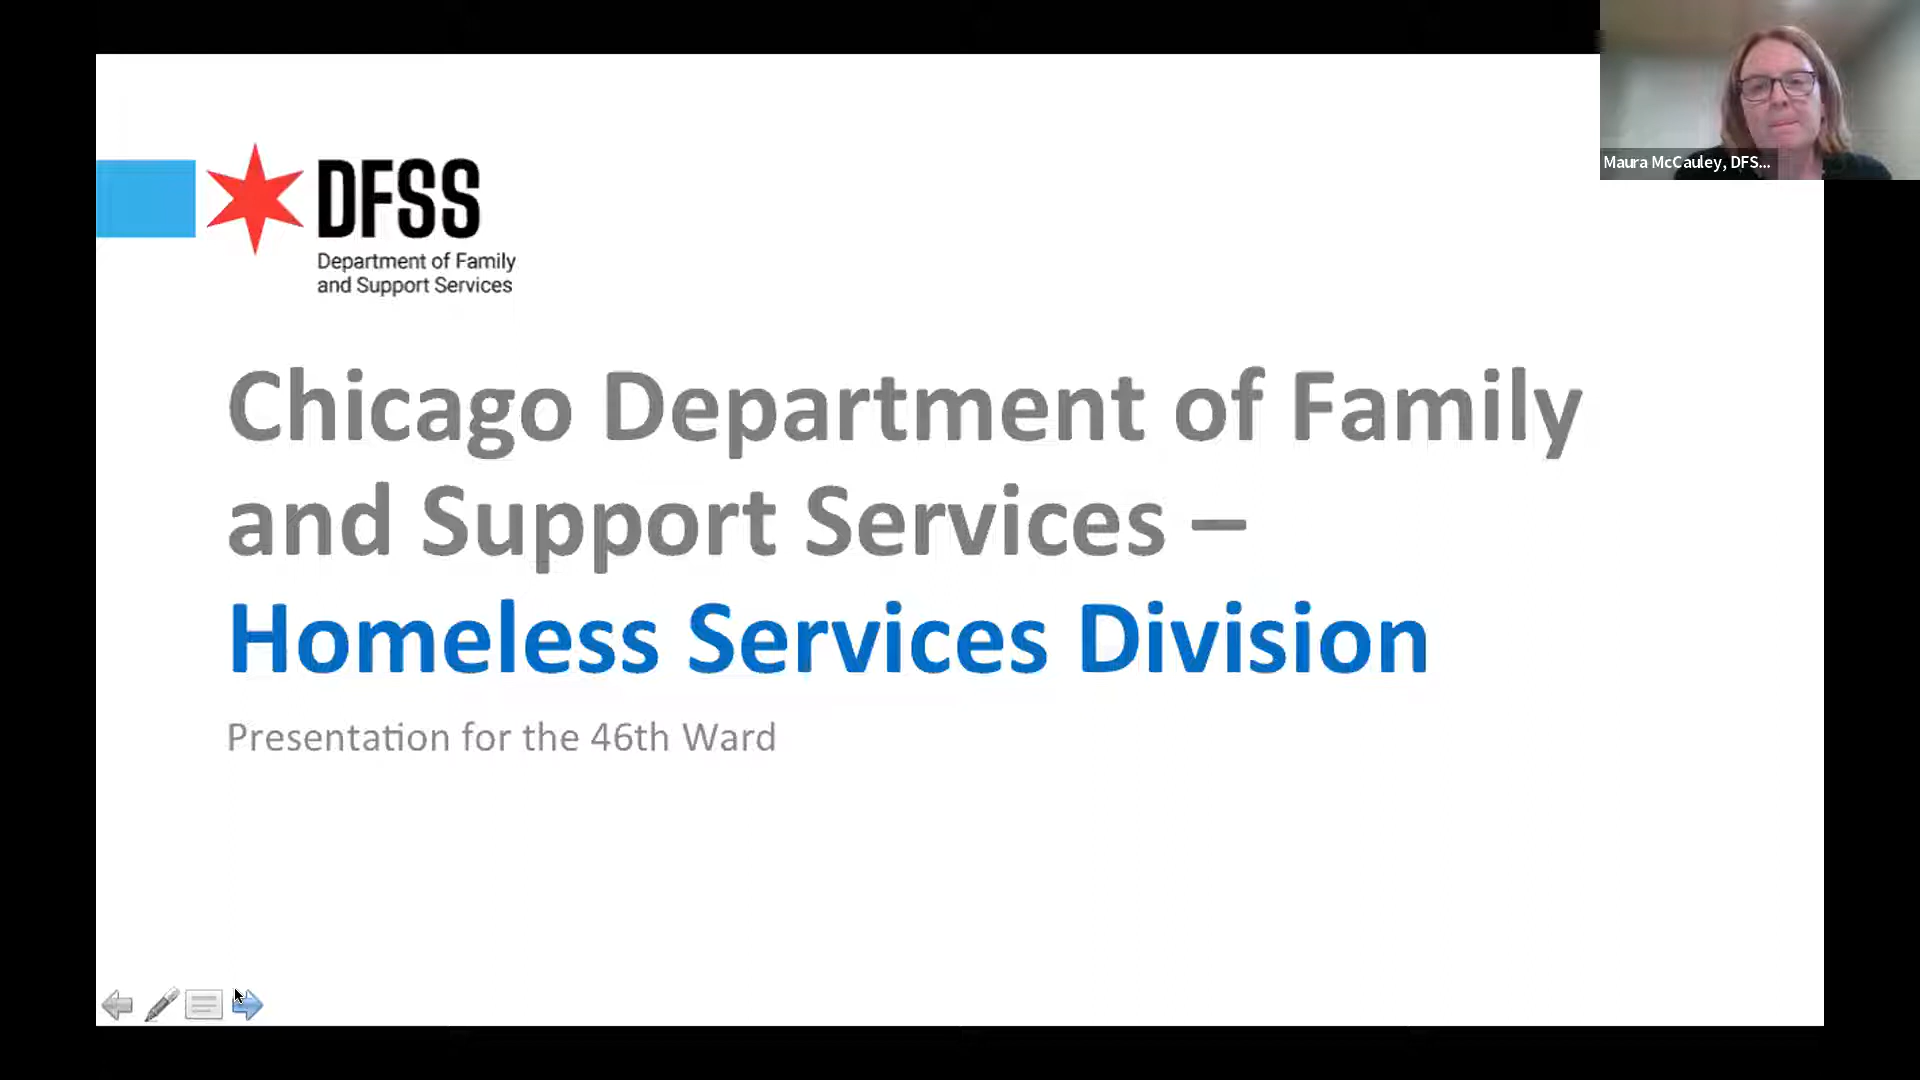 Maura McCauley, DFS...
DFSS
Department of Family
and Support Services
Chicago Department of Family
and Support Services –
Homeless Services Division
Presentation for the 46th Ward